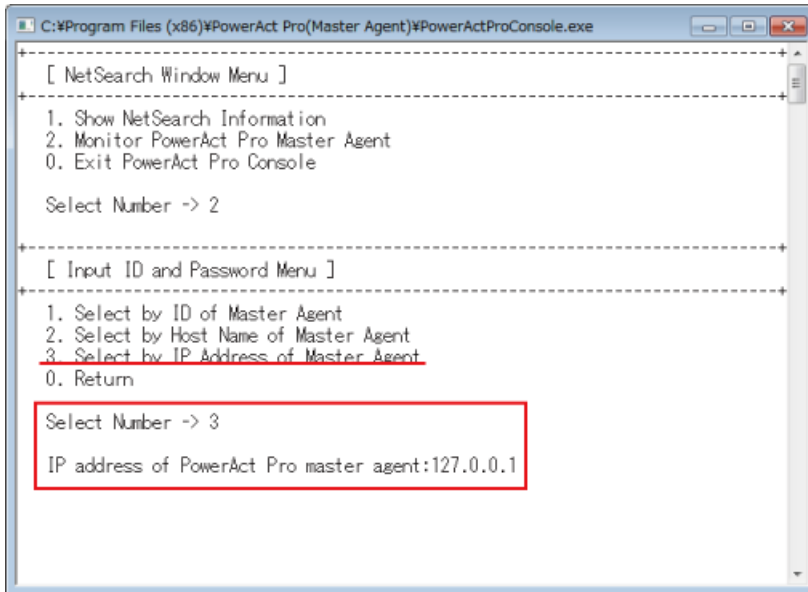 C:¥Program Files (x86)¥PowerAct Pro(Master Agent)¥PowerActProConsole.exe
[ NetSearch Window Menu ]
1. Show NetSearch Information
2. Monitor PowerAct Pro Master Agent
0. Exit PowerAct Pro Console
Select Number -> 2
[ Input ID and Password Menu ]
1. Select by ID of Master Agent
2. Select by Host Name of Master Agent
3. Select by IP Address of Master Agent
0. Return
Select Number -> 3
IP address of PowerAct Pro master agent:127.0.0.1